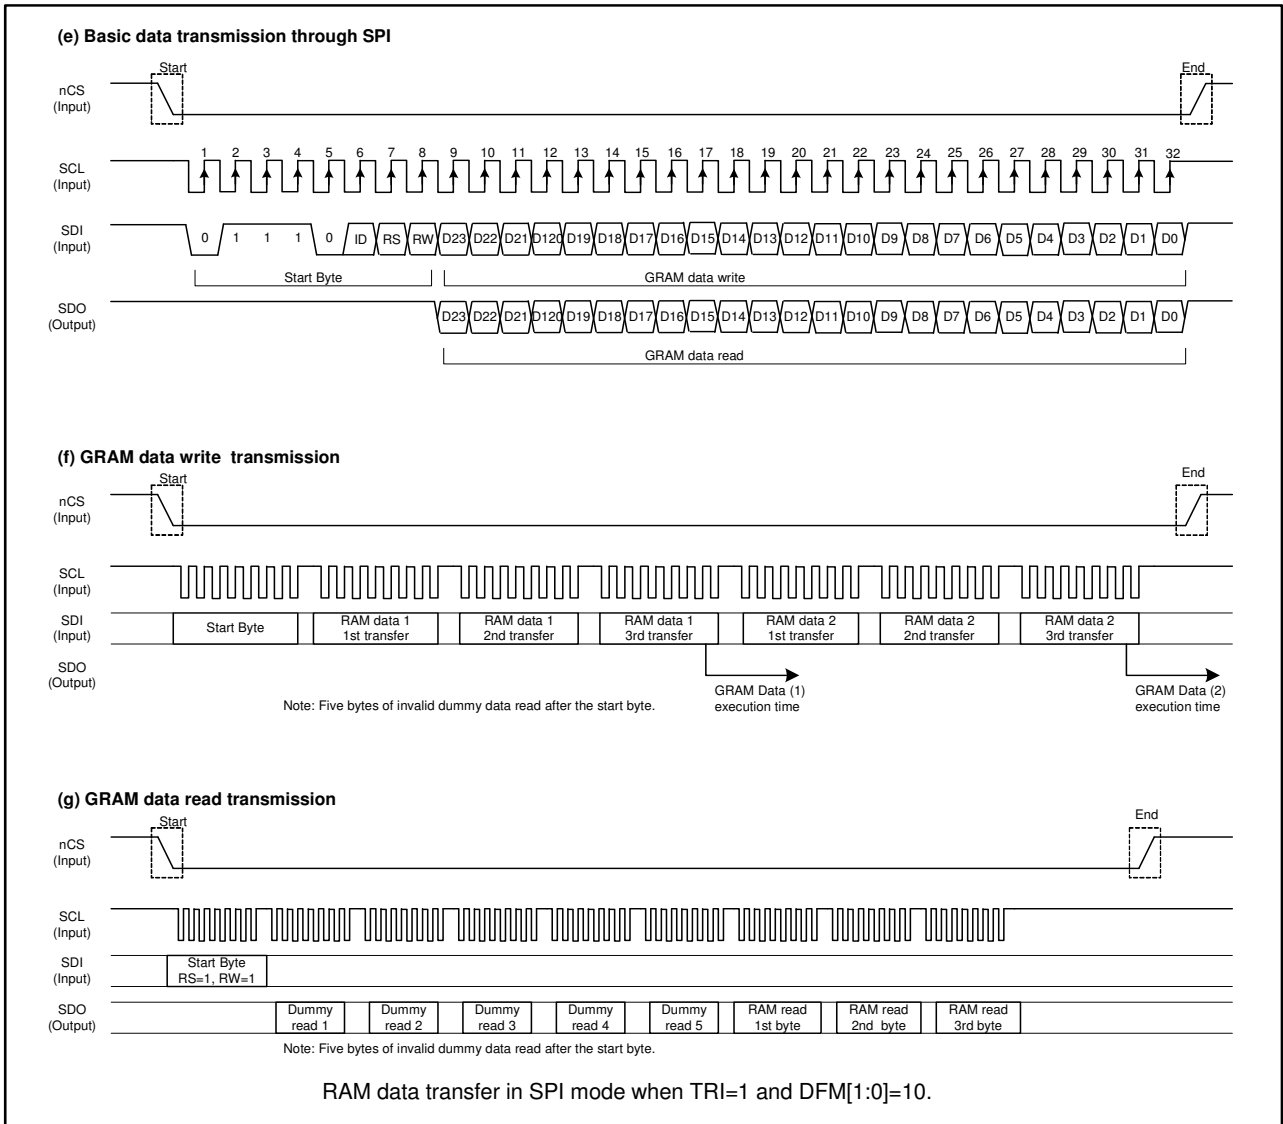 (e) Basic data transmission through SPI
Start
End
nCS
(Input)
1 2 3 4 5 6 7 8 9 10 11 12 13 14 15 16 17 18 19 20 21 22 23 24 25 26 27 28 29 30 31 32
SCL
(Input)
SDI
(Input)
0 1 1 1 0 ID RS RW D23 D22 D21 D120 D19 D18 D17 D16 D15 D14 D13 D12 D11 D10 D9 D8 D7 D6 D5 D4 D3 D2 D1 D0
Start Byte
GRAM data write
SDO
(Output)
D23 D22 D21 D120 D19 D18 D17 D16 D15 D14 D13 D12 D11 D10 D9 D8 D7 D6 D5 D4 D3 D2 D1 D0
GRAM data read
(f) GRAM data write transmission
Start
End
nCS
(Input)
SCL
(Input)
SDI
(Input)
Start Byte
RAM data 1
1st transfer
RAM data 1
2nd transfer
RAM data 1
3rd transfer
RAM data 2
1st transfer
RAM data 2
2nd transfer
RAM data 2
3rd transfer
SDO
(Output)
GRAM Data (1)
execution time
GRAM Data (2)
execution time
Note: Five bytes of invalid dummy data read after the start byte.
(g) GRAM data read transmission
Start
End
nCS
(Input)
SCL
(Input)
SDI
(Input)
Start Byte
RS=1, RW=1
SDO
(Output)
Dummy
read 1
Dummy
read 2
Dummy
read 3
Dummy
read 4
Dummy
read 5
RAM read
1st byte
RAM read
2nd byte
RAM read
3rd byte
Note: Five bytes of invalid dummy data read after the start byte.
RAM data transfer in SPI mode when TRI=1 and DFM[1:0]=10.